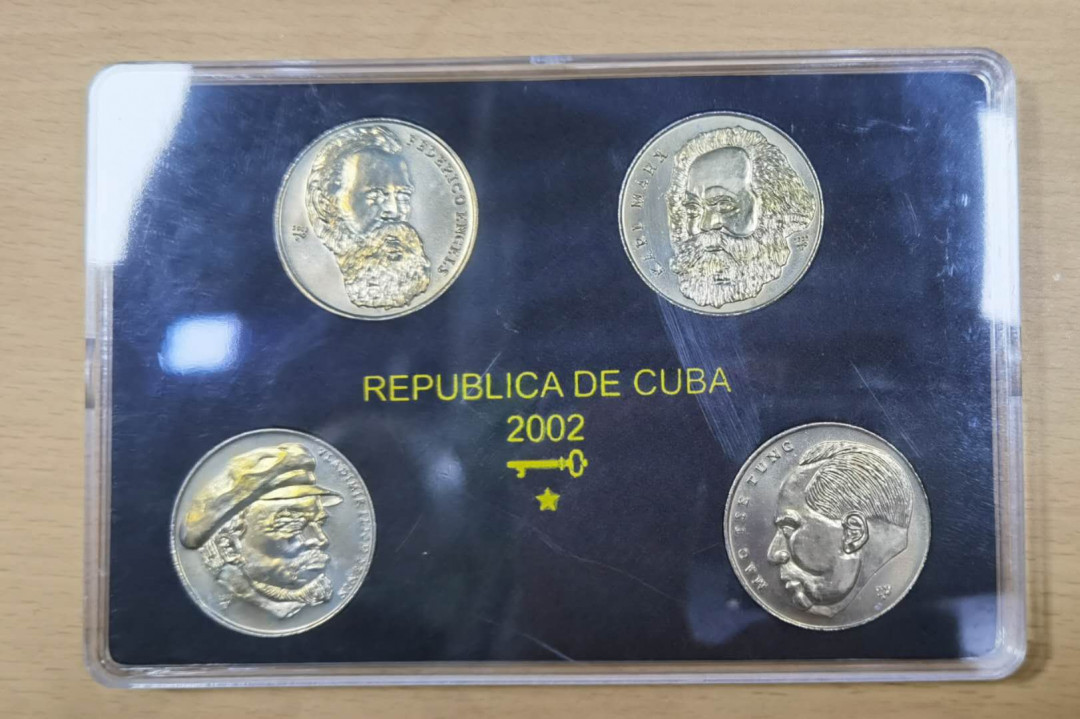 FEDERICO ENGELS
KARL MARX
REPUBLICA DE CUBA
2002
MAO TSE TUNG